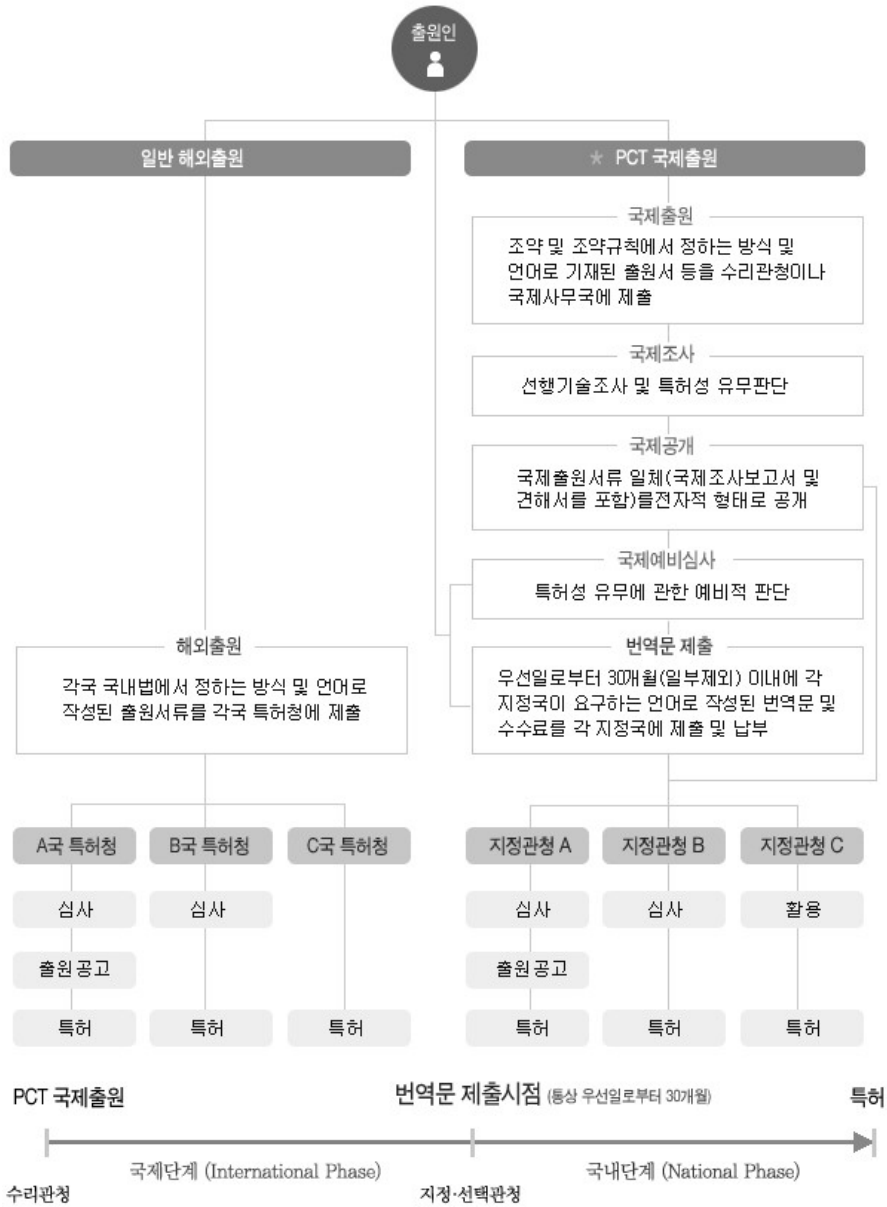 출원인
일반 해외출원
* PCT 국제출원
국제출원
조약 및 조약규칙에서 정하는 방식 및
언어로 기재된 출원서 등을 수리관청이나
국제사무국에 제출
국제조사
선행기술조사 및 특허성 유무판단
국제공개
국제출원서류 일체(국제조사보고서 및
견해서를 포함)를전자적 형태로 공개
국제예비심사
특허성 유무에 관한 예비적 판단
해외출원
각국 국내법에서 정하는 방식 및 언어로
작성된 출원서류를 각국 특허청에 제출
번역문 제출
우선일로부터 30개월(일부제외) 이내에 각
지정국이 요구하는 언어로 작성된 번역문 및
수수료를 각 지정국에 제출 및 납부
A국 특허청 B국 특허청 C국 특허청 지정관청 A 지정관청 B 지정관청 C
심사 심사 심사 심사 활용
출원공고 출원공고
특허 특허 특허 특허 특허 특허
PCT 국제출원 번역문 제출시점 (통상 우선일로부터 30개월) 특허
국제단계 (International Phase) 국내단계 (National Phase)
수리관청 지정·선택관청